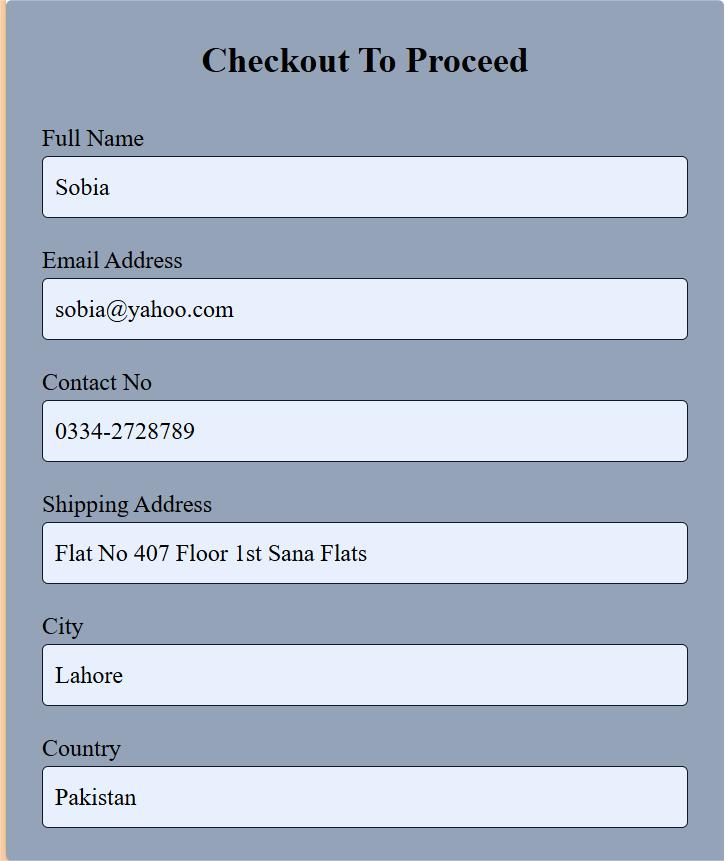 Checkout To Proceed
Full Name
Sobia
Email Address
sobia@yahoo.com
Contact No
0334-2728789
Shipping Address
Flat No 407 Floor 1st Sana Flats
City
Lahore
Country
Pakistan